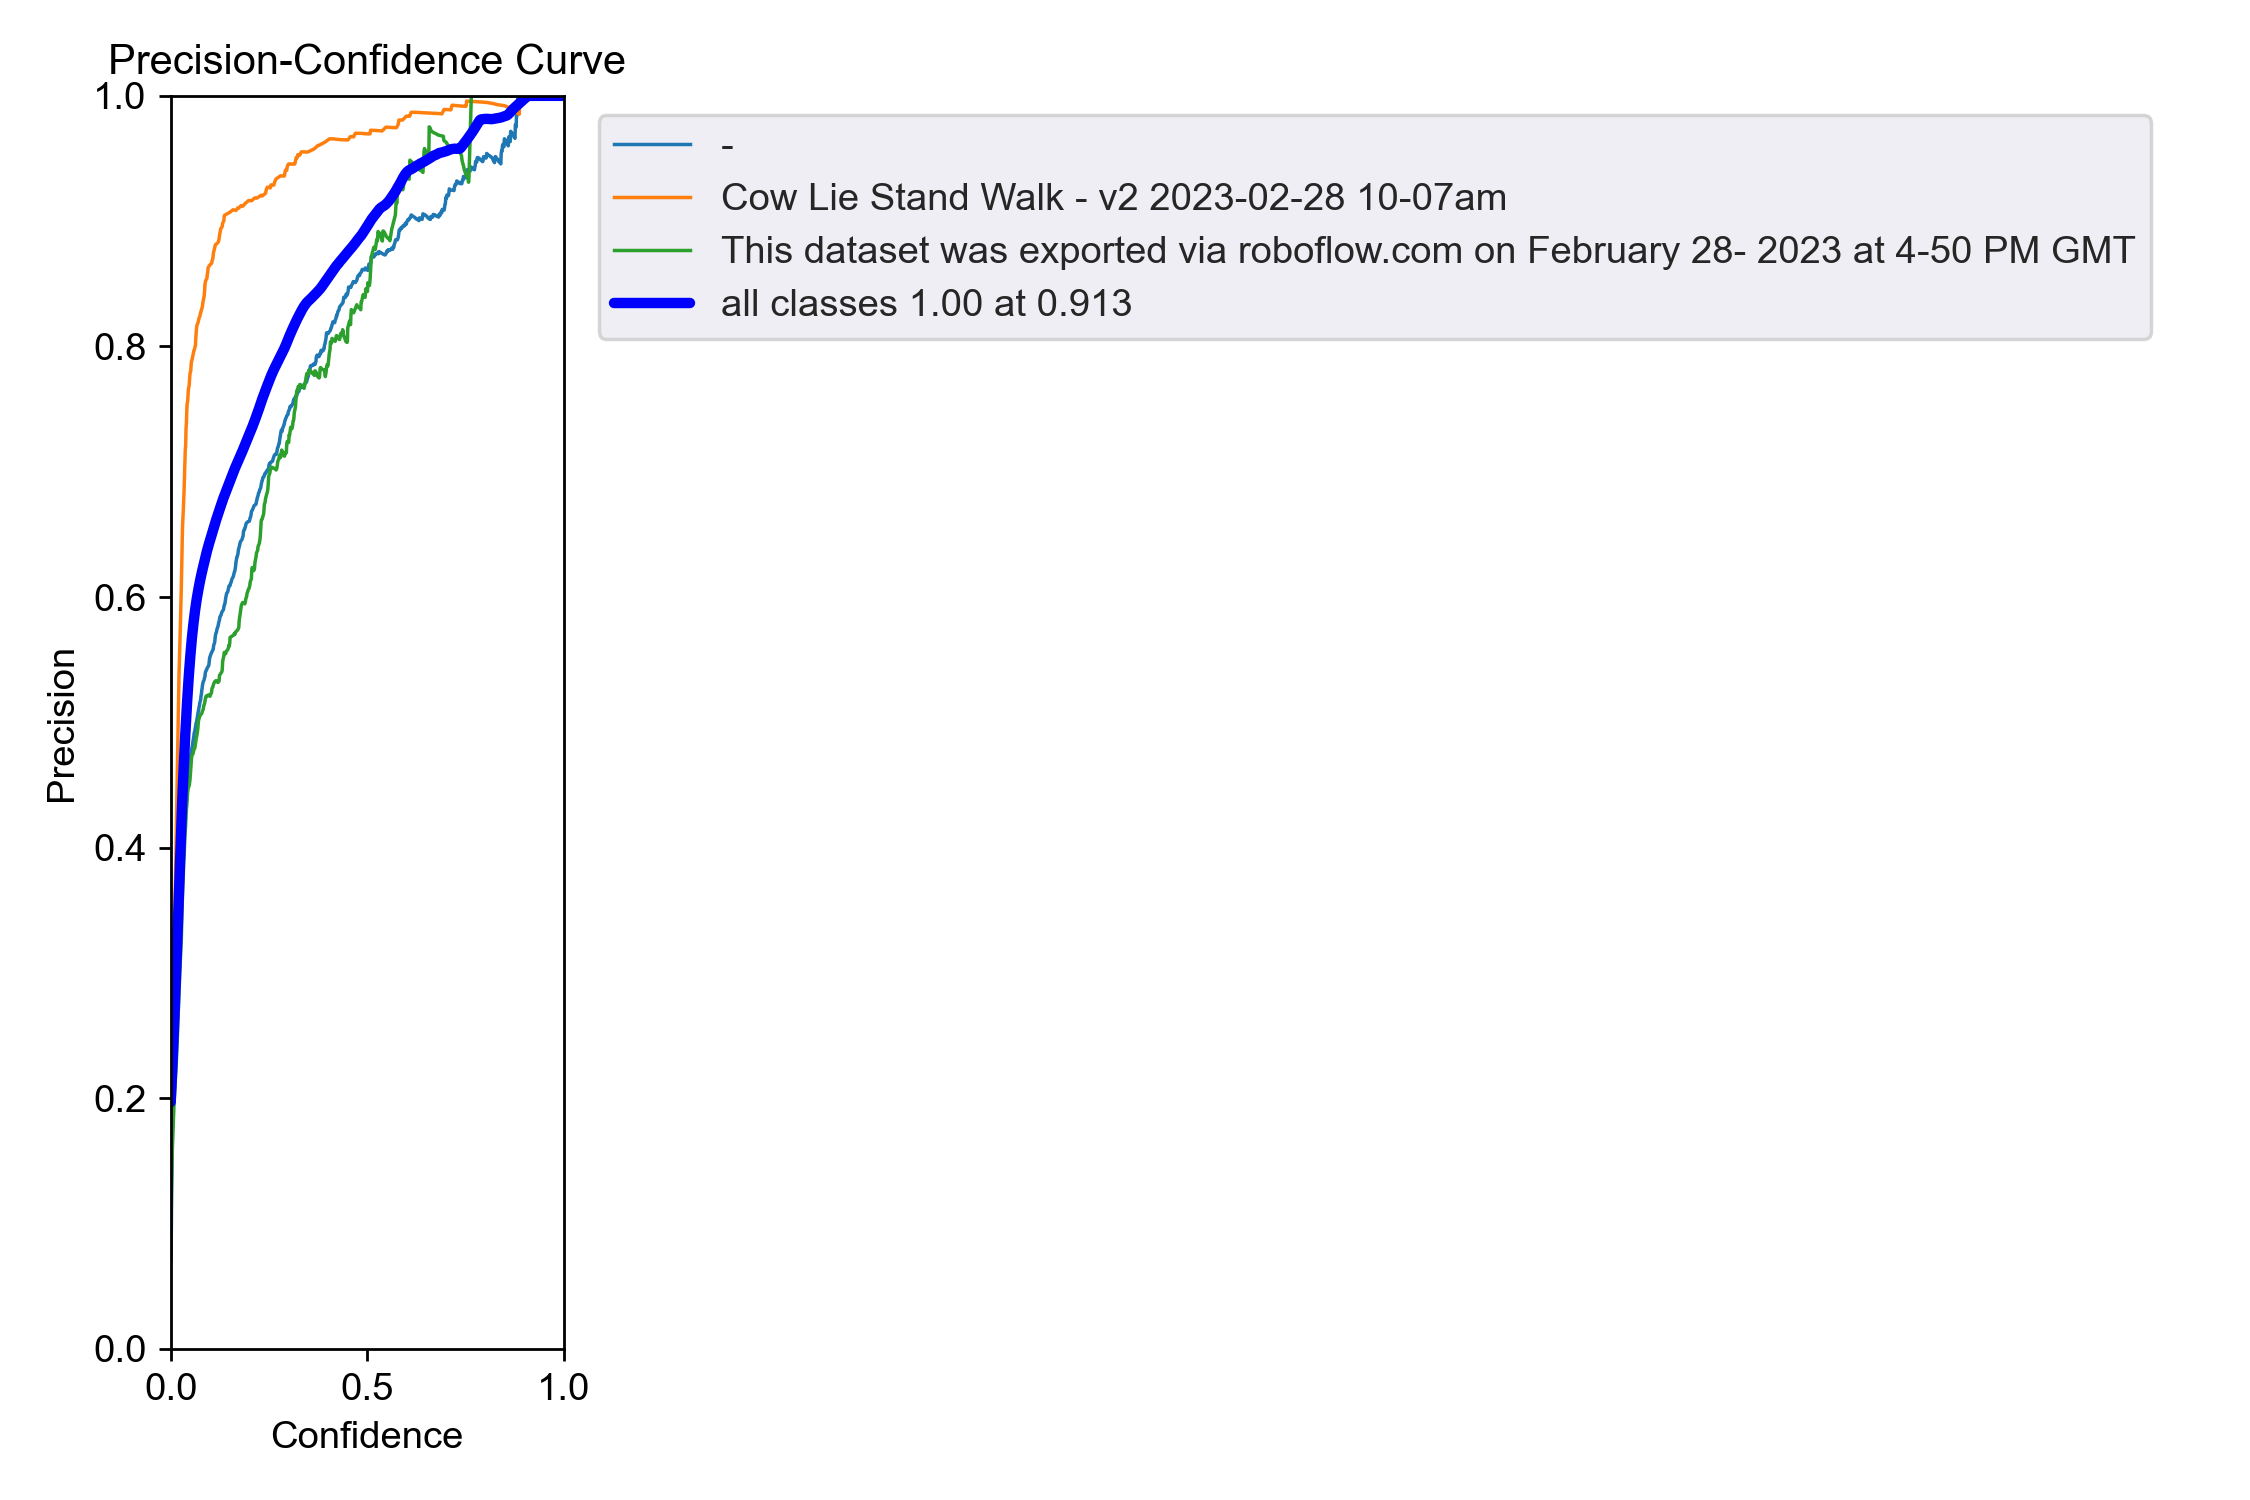 Precision-Confidence Curve
1.0
0.8
0.6
0.4
0.2
0.0
Precision
0.0 0.5 1.0
Confidence
-
Cow Lie Stand Walk - v2 2023-02-28 10-07am
This dataset was exported via roboflow.com on February 28- 2023 at 4-50 PM GMT
all classes 1.00 at 0.913